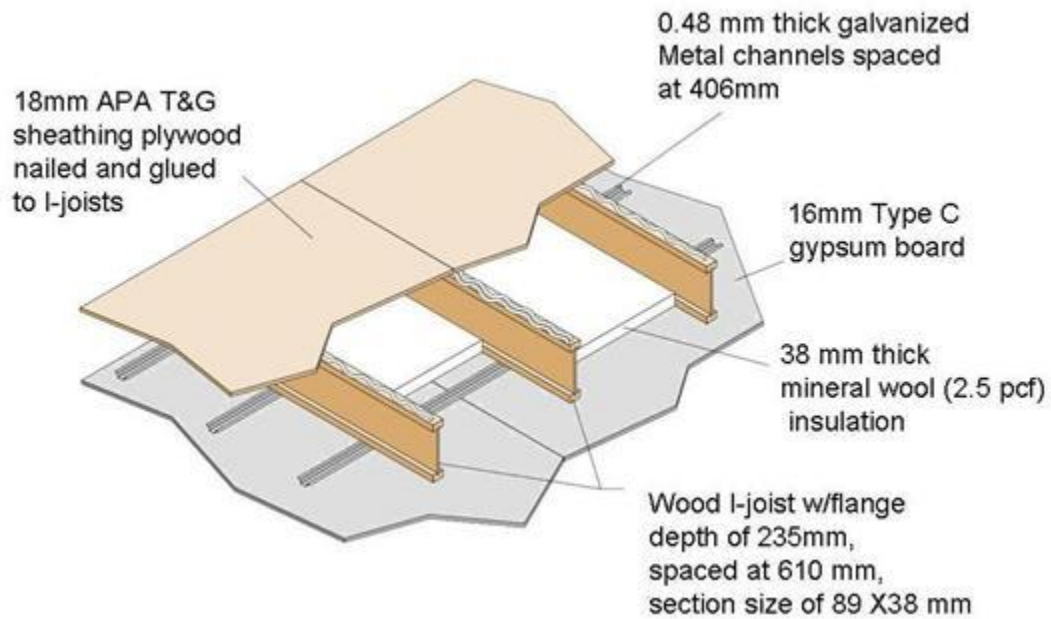 0.48 mm thick galvanized
Metal channels spaced
at 406mm
18mm APA T&G
sheathing plywood
nailed and glued
to I-joists
16mm Type C
gypsum board
38 mm thick
mineral wool (2.5 pcf)
insulation
Wood I-joist w/flange
depth of 235mm,
spaced at 610 mm,
section size of 89 X38 mm